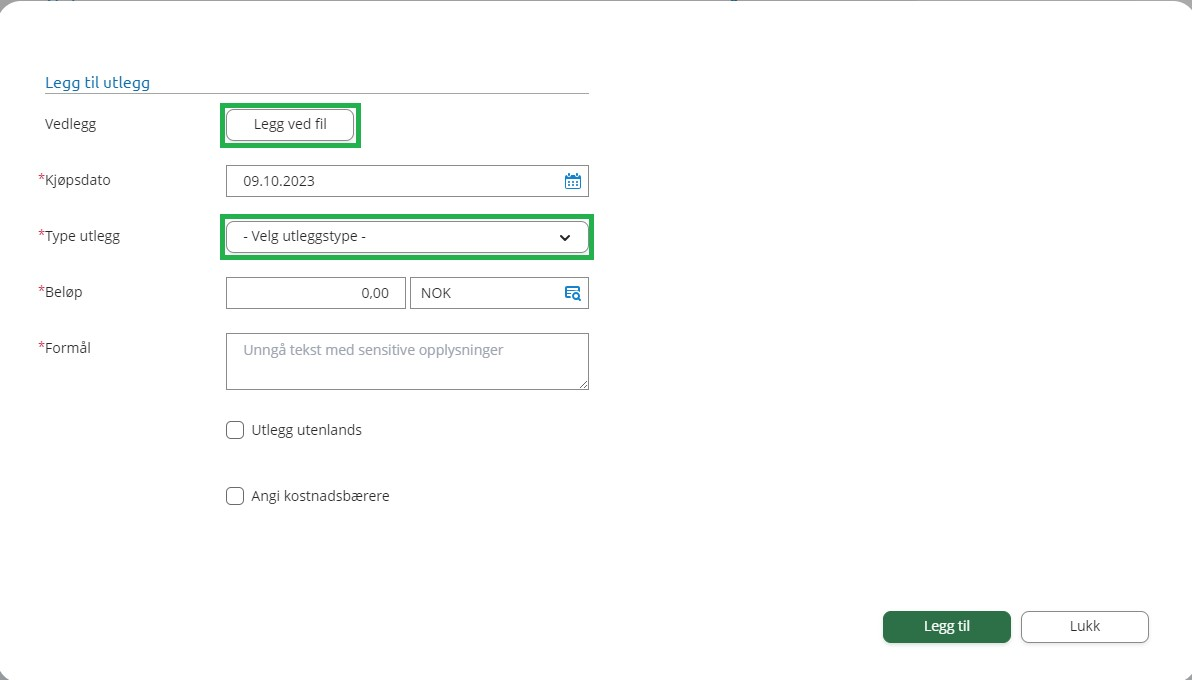 Legg til utlegg
Vedlegg Legg ved fil
*Kjøpsdato 09.10.2023
*Type utlegg - Velg utleggstype -
*Beløp 0,00 NOK
*Formål Unngå tekst med sensitive opplysninger
Utlegg utenlands
Angi kostnadsbærere
Legg til Lukk